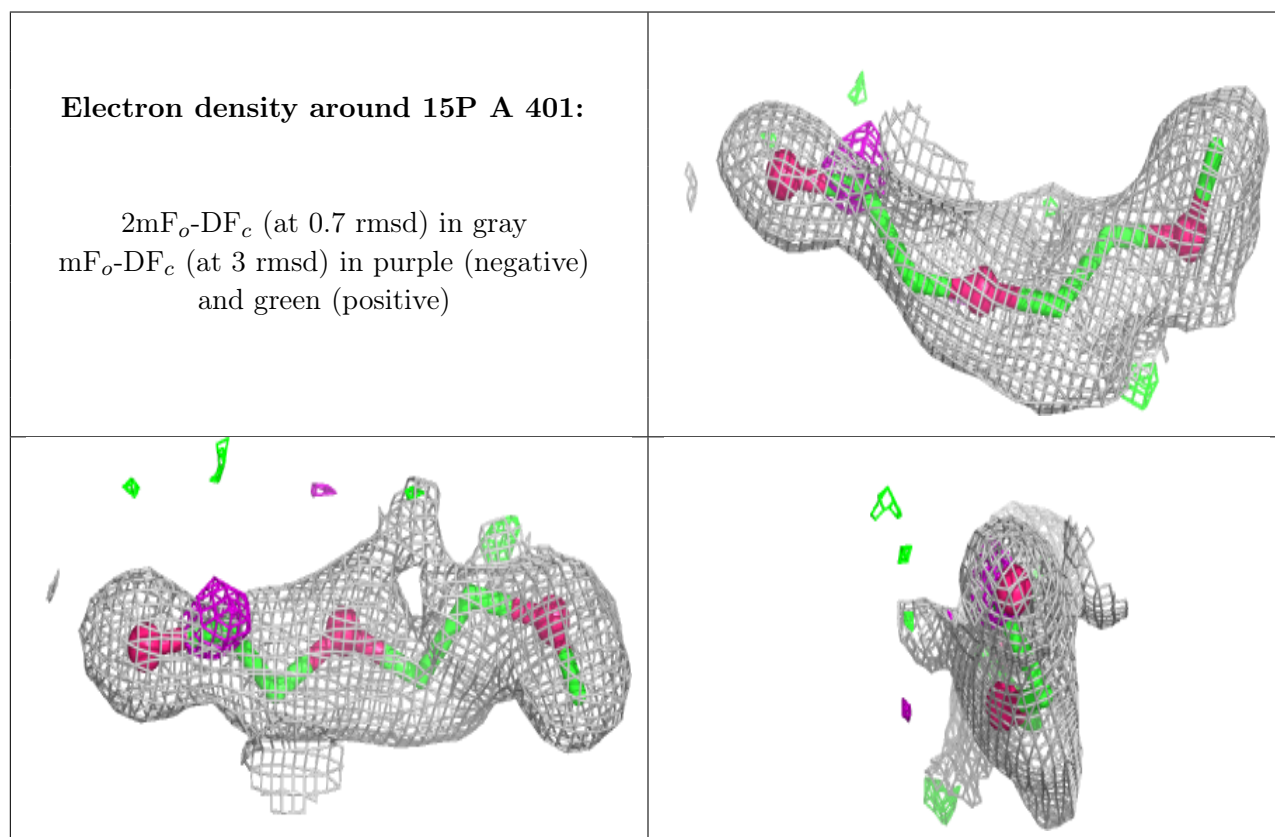 Electron density around 15P A 401:
2mFo-DFc (at 0.7 rmsd) in gray
mFo-DFc (at 3 rmsd) in purple (negative)
and green (positive)